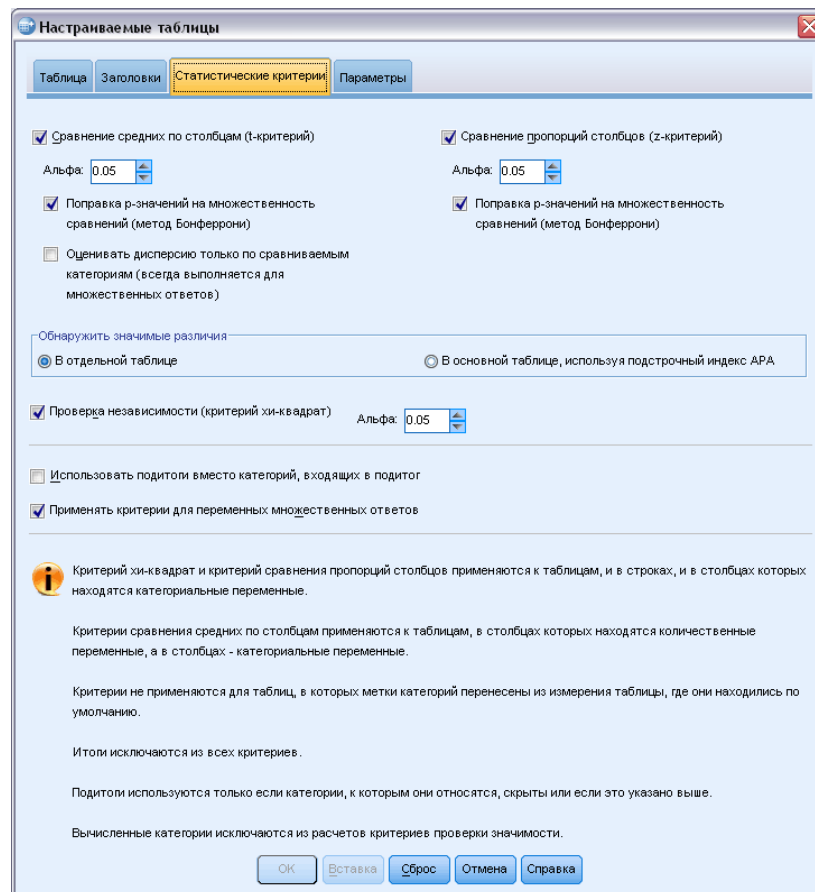 Настраиваемые таблицы
Таблица Заголовки Статистические критерии Параметры
Сравнение средних по столбцам (t-критерий) Сравнение пропорций столбцов (z-критерий)
Альфа: 0.05 Альфа: 0.05
Поправка p-значений на множественность Поправка p-значений на множественность
сравнений (метод Бонферрони) сравнений (метод Бонферрони)
Оценивать дисперсию только по сравниваемым
категориям (всегда выполняется для
множественных ответов)
Обнаружить значимые различия
В отдельной таблице В основной таблице, используя подстрочный индекс APA
Проверка независимости (критерий хи-квадрат) Альфа: 0.05
Использовать подитоги вместо категорий, входящих в подитог
Применять критерии для переменных множественных ответов
Критерий хи-квадрат и критерий сравнения пропорций столбцов применяются к таблицам, и в строках, и в столбцах которых
находятся категориальные переменные.
Критерии сравнения средних по столбцам применяются к таблицам, в столбцах которых находятся количественные
переменные, а в столбцах - категориальные переменные.
Критерии не применяются для таблиц, в которых метки категорий перенесены из измерения таблицы, где они находились по
умолчанию.
Итоги исключаются из всех критериев.
Подитоги используются только если категории, к которым они относятся, скрыты или если это указано выше.
Вычисленные категории исключаются из расчетов критериев проверки значимости.
OK Вставка Сброс Отмена Справка